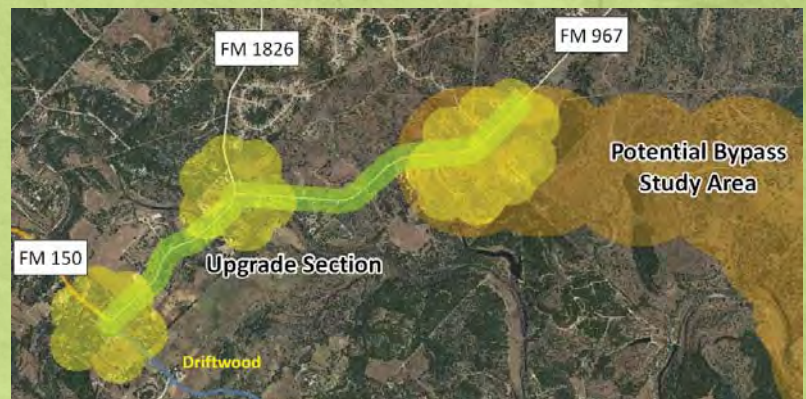 FM 1826
FM 967
Potential Bypass
Study Area
FM 150
Upgrade Section
Driftwood